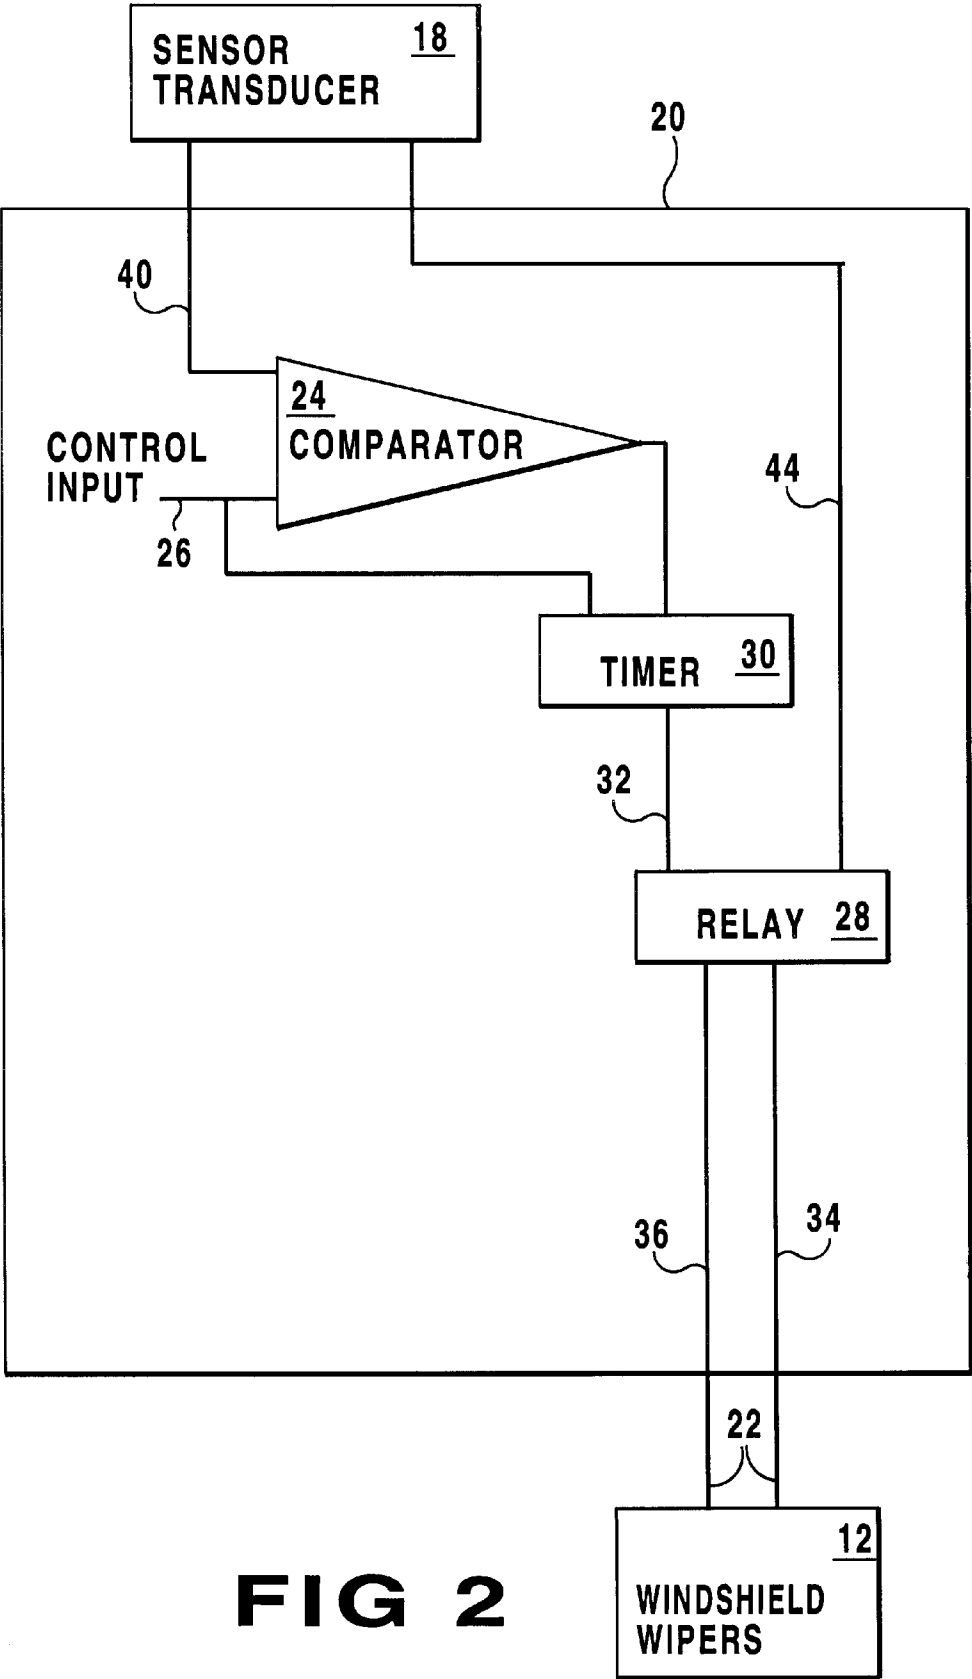 SENSOR 18
TRANSDUCER
20
40
24
COMPARATOR
CONTROL
INPUT
26
44
TIMER 30
32
RELAY 28
36
34
22
12
WINDSHIELD
WIPERS
FIG 2